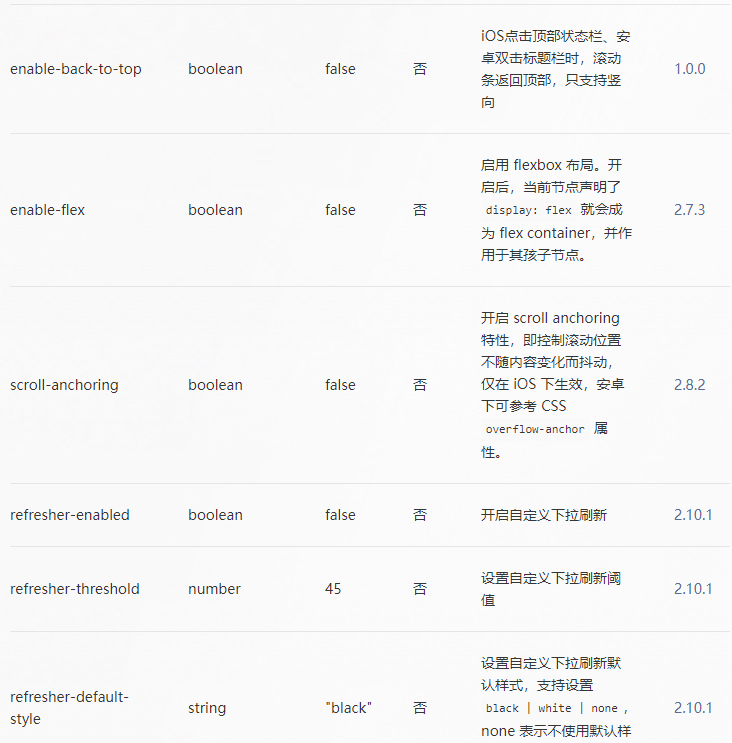 enable-back-to-top boolean false 否 iOS点击顶部状态栏、安
卓双击标题栏时，滚动
条返回顶部，只支持竖
向 1.0.0
enable-flex boolean false 否 启用 flexbox 布局。开
启后，当前节点声明了
display: flex 就会成
为 flex container，并作
用于其孩子节点。 2.7.3
scroll-anchoring boolean false 否 开启 scroll anchoring
特性，即控制滚动位置
不随内容变化而抖动，
仅在 iOS 下生效，安卓
下可参考 CSS
overflow-anchor 属
性。 2.8.2
refresher-enabled boolean false 否 开启自定义下拉刷新 2.10.1
refresher-threshold number 45 否 设置自定义下拉刷新阈
值 2.10.1
refresher-default-
style string "black" 否 设置自定义下拉刷新默
认样式，支持设置
black | white | none，
none 表示不使用默认样 2.10.1